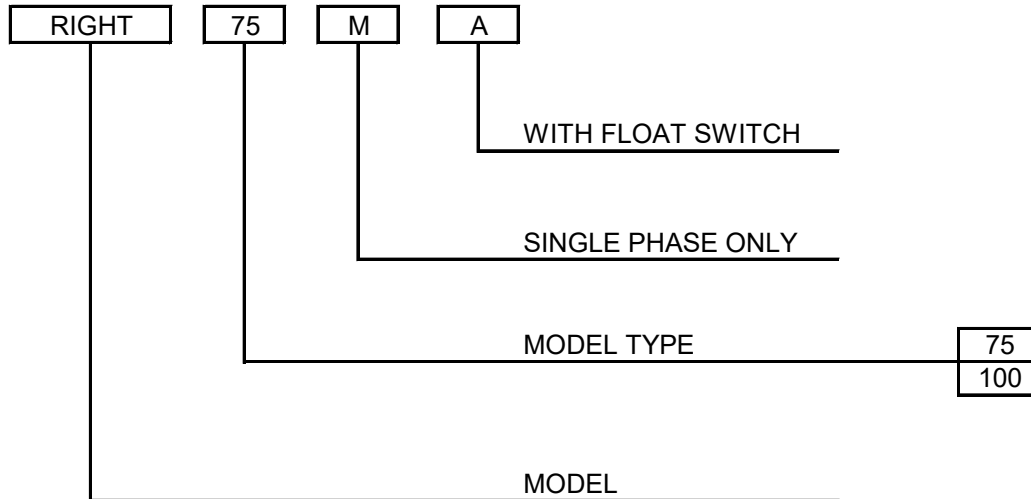 RIGHT 75 M A
WITH FLOAT SWITCH
SINGLE PHASE ONLY
MODEL TYPE 75
100
MODEL